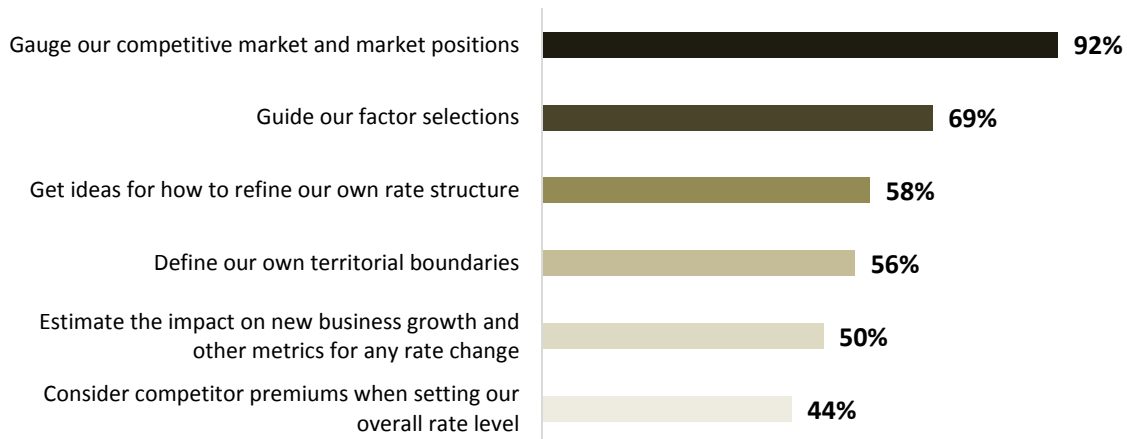 Gauge our competitive market and market positions
92%
Guide our factor selections
69%
Get ideas for how to refine our own rate structure
58%
Define our own territorial boundaries
56%
Estimate the impact on new business growth and
other metrics for any rate change
50%
Consider competitor premiums when setting our
overall rate level
44%